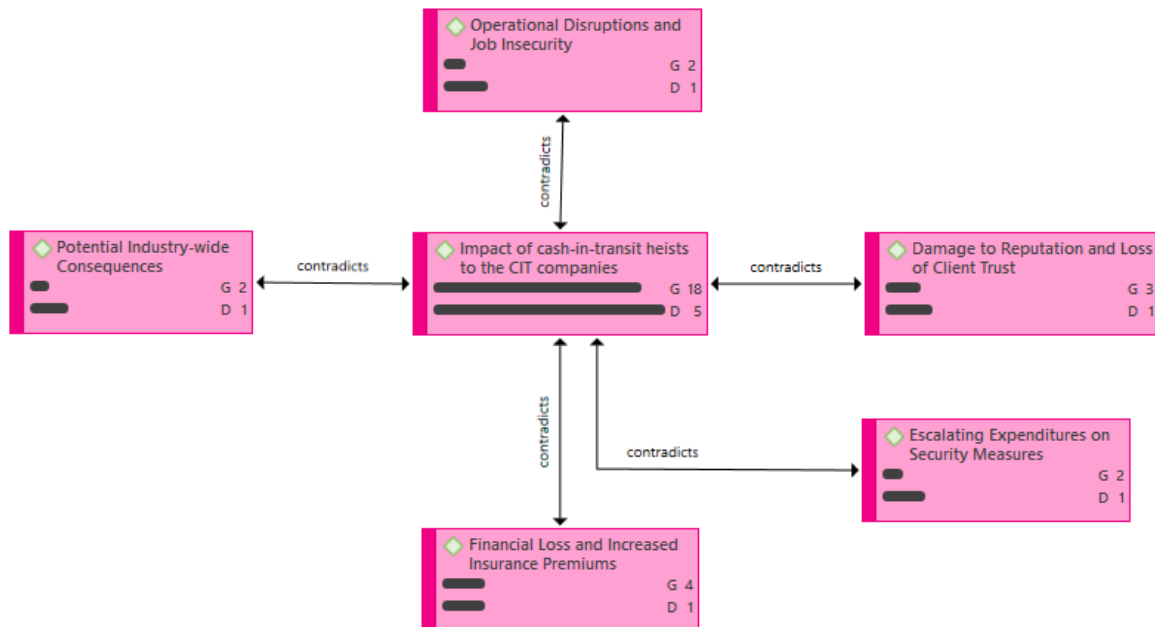 Operational Disruptions and
Job Insecurity
G 2
D 1
contradicts
Potential Industry-wide
Consequences
G 2
D 1
contradicts
Impact of cash-in-transit heists
to the CIT companies
G 18
D 5
contradicts
Damage to Reputation and Loss
of Client Trust
G 3
D 1
contradicts
contradicts
Escalating Expenditures on
Security Measures
G 2
D 1
Financial Loss and Increased
Insurance Premiums
G 4
D 1